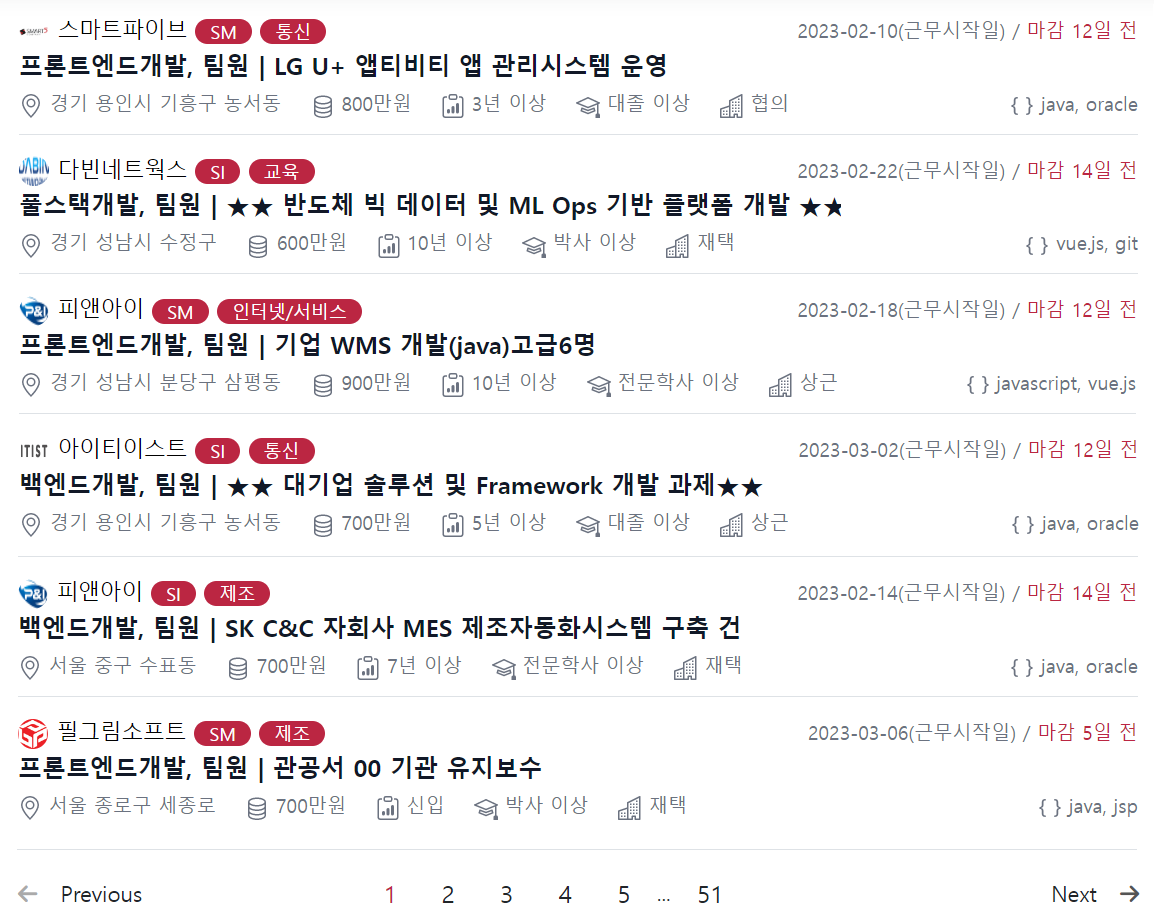 SMART5 스마트파이브 SM 통신 2023-02-10(근무시작일) / 마감 12일 전
프론트엔드개발, 팀원 | LG U+ 앱티비티 앱 관리시스템 운영
경기 용인시 기흥구 농서동 800만원 3년 이상 대졸 이상 협의 { } java, oracle
다빈네트웍스 SI 교육 2023-02-22(근무시작일) / 마감 14일 전
풀스택개발, 팀원 | ★★ 반도체 빅 데이터 및 ML Ops 기반 플랫폼 개발 ★★
경기 성남시 수정구 600만원 10년 이상 박사 이상 재택 { } vue.js, git
P&I 피앤아이 SM 인터넷/서비스 2023-02-18(근무시작일) / 마감 12일 전
프론트엔드개발, 팀원 | 기업 WMS 개발(java)고급6명
경기 성남시 분당구 삼평동 900만원 10년 이상 전문학사 이상 상근 { } javascript, vue.js
ITIST 아이티이스트 SI 통신 2023-03-02(근무시작일) / 마감 12일 전
백엔드개발, 팀원 | ★★ 대기업 솔루션 및 Framework 개발 과제★★
경기 용인시 기흥구 농서동 700만원 5년 이상 대졸 이상 상근 { } java, oracle
P&I 피앤아이 SI 제조 2023-02-14(근무시작일) / 마감 14일 전
백엔드개발, 팀원 | SK C&C 자회사 MES 제조자동화시스템 구축 건
서울 중구 수표동 700만원 7년 이상 전문학사 이상 상근 { } java, oracle
필그림소프트 SM 제조 2023-03-06(근무시작일) / 마감 5일 전
프론트엔드개발, 팀원 | 관공서 00 기관 유지보수
서울 종로구 세종로 700만원 신입 박사 이상 재택 { } java, jsp
← Previous 1 2 3 4 5 ... 51 Next →